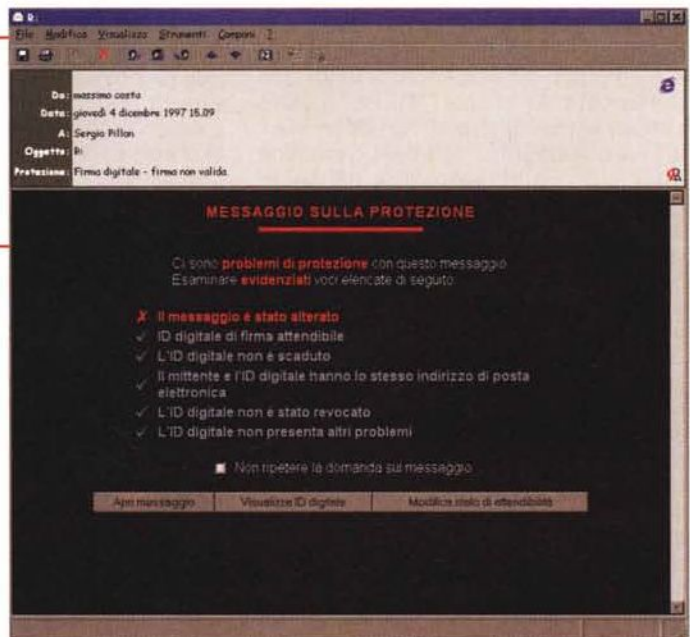 R:
File Modifica Visualizza Strumenti Componi ?
Da: massimo costa
Data: giovedì 4 dicembre 1997 15.09
A: Sergio Pillon
Oggetto: R:
Protezione: Firma digitale - firma non valida
MESSAGGIO SULLA PROTEZIONE
Ci sono problemi di protezione con questo messaggio
Esaminare evidenziati voci elencate di seguito
✗ Il messaggio è stato alterato
✓ ID digitale di firma attendibile
✓ L'ID digitale non è scaduto
✓ Il mittente e l'ID digitale hanno lo stesso indirizzo di posta
elettronica
✓ L'ID digitale non è stato revocato
✓ L'ID digitale non presenta altri problemi
Non ripetere la domanda sul messaggio
Apri messaggio Visualizza ID digitale Modifica stato di attendibilità